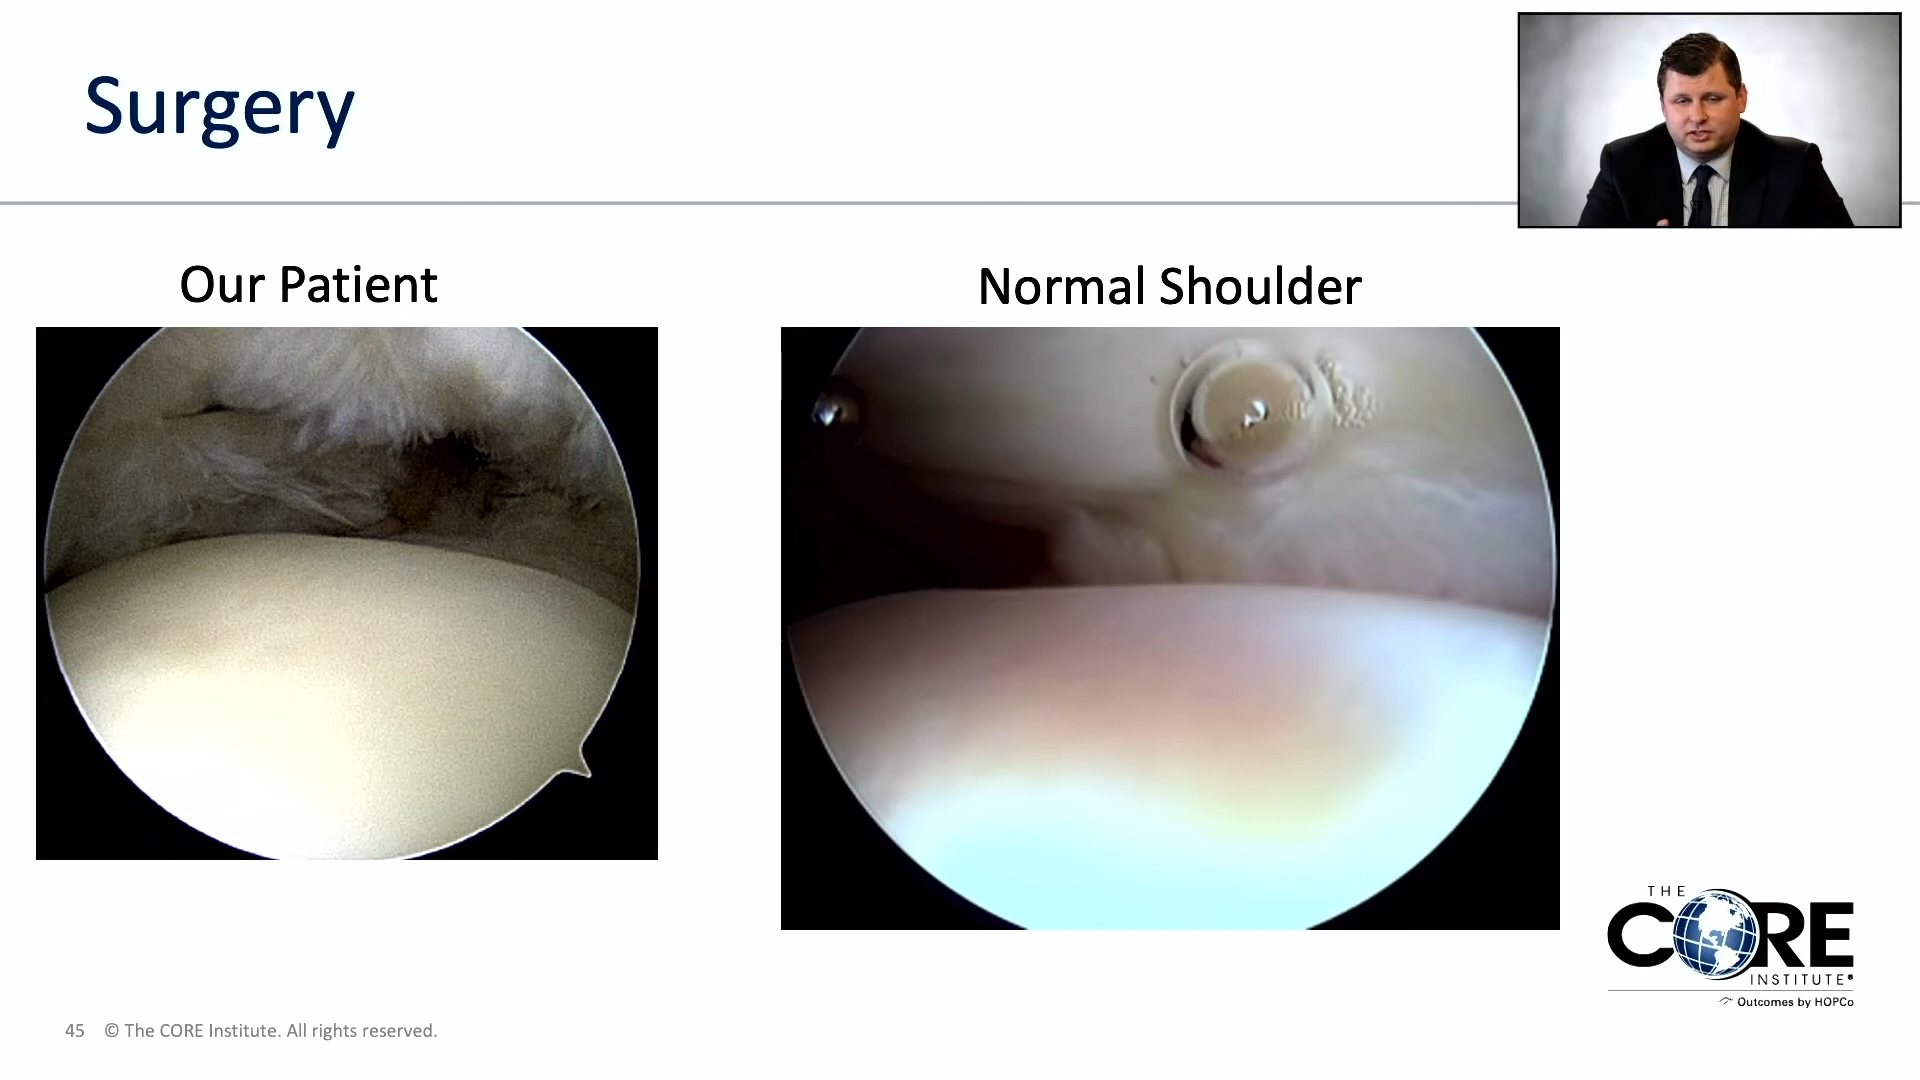 Surgery
Our Patient
Normal Shoulder
THE
CORE
INSTITUTE®
Outcomes by HOPCo
45 © The CORE Institute. All rights reserved.